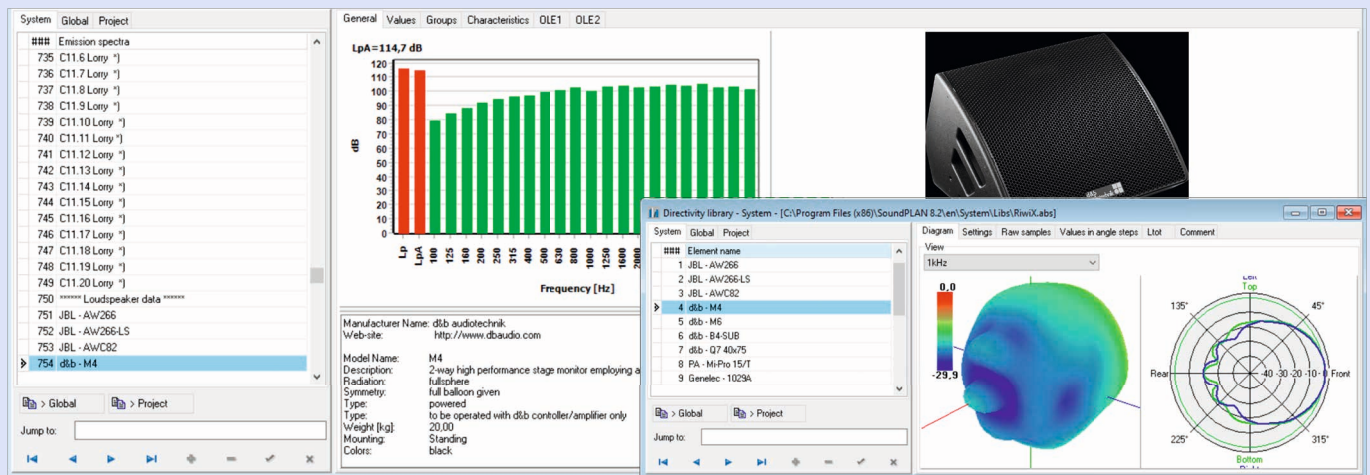 System Global Project
### Emission spectra
735 C11.6 Lorry *)
736 C11.7 Lorry *)
737 C11.8 Lorry *)
738 C11.9 Lorry *)
739 C11.10 Lorry *)
740 C11.11 Lorry *)
741 C11.12 Lorry *)
742 C11.13 Lorry *)
743 C11.14 Lorry *)
744 C11.15 Lorry *)
745 C11.16 Lorry *)
746 C11.17 Lorry *)
747 C11.18 Lorry *)
748 C11.19 Lorry *)
749 C11.20 Lorry *)
750 ****** Loudspeaker data ******
751 JBL - AW266
752 JBL - AW266-LS
753 JBL - AWC82
754 d&b - M4
> Global > Project
Jump to:
General Values Groups Characteristics OLE1 OLE2
LpA=114,7 dB
120
110
100
90
80
70
60
50
40
30
20
10
0
dB
Lp LpA 100 125 160 200 250 315 400 500 630 800 1000 1250 1600 2000
Frequency [Hz]
Manufacturer Name: d&b audiotechnik
Web-site: http://www.dbaudio.com
Model Name: M4
Description: 2-way high performance stage monitor employing a
Radiation: fullsphere
Symmetry: full balloon given
Type: powered
Type: to be operated with d&b controller/amplifier only
Weight [kg]: 20,00
Mounting: Standing
Colors: black
Directivity library - System - [C:\Program Files (x86)\SoundPLAN 8.2\en\System\Libs\RiwiX.abs]
System Global Project
### Element name
1 JBL - AW266
2 JBL - AW266-LS
3 JBL - AWC82
4 d&b - M4
5 d&b - M6
6 d&b - B4-SUB
7 d&b - Q7 40x75
8 PA - Mi-Pro 15/T
9 Genelec - 1029A
> Global > Project
Jump to:
Diagram Settings Raw samples Values in angle steps Ltot Comment
View
1kHz
0,0
-29,9
Left
Top
135° 45°
Rear -40 -30 -20 -10 0 Front
225° 315°
Bottom
Right